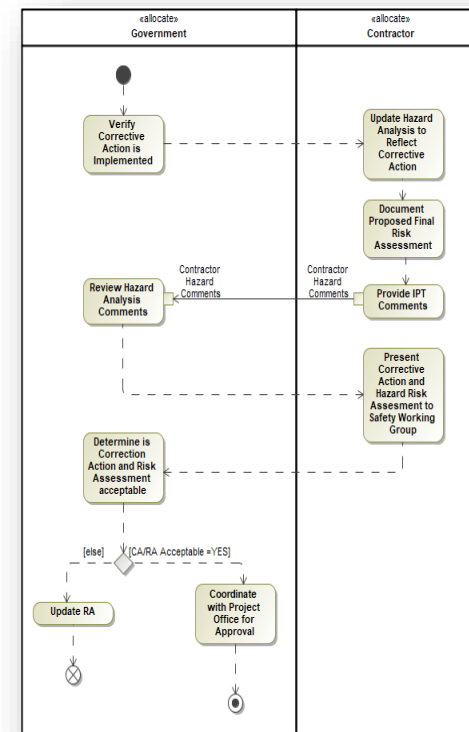 «allocate»
Government
«allocate»
Contractor
Verify
Corrective
Action is
Implemented
Update Hazard
Analysis to
Reflect
Corrective
Action
Document
Proposed Final
Risk
Assessment
Provide IPT
Comments
Contractor
Hazard
Comments
Contractor
Hazard
Comments
Review Hazard
Analysis
Comments
Present
Corrective
Action and
Hazard Risk
Assesment to
Safety Working
Group
Determine is
Correction
Action and Risk
Assessment
acceptable
[else]
[CA/RA Acceptable =YES]
Update RA
Coordinate
with Project
Office for
Approval